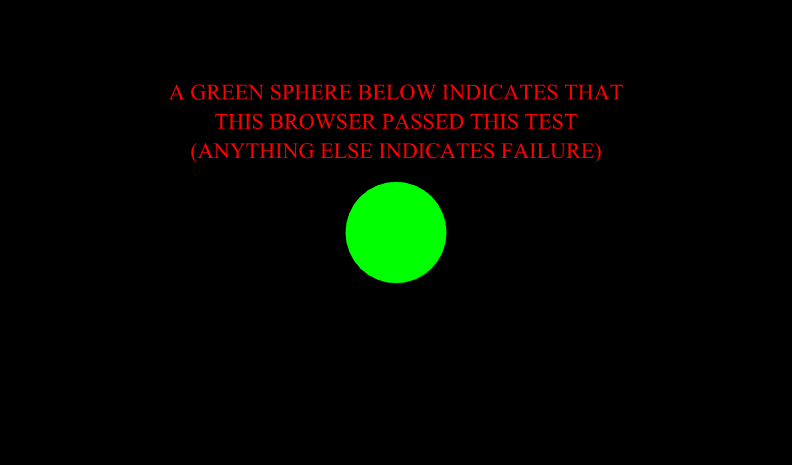 A GREEN SPHERE BELOW INDICATES THAT
THIS BROWSER PASSED THIS TEST
(ANYTHING ELSE INDICATES FAILURE)